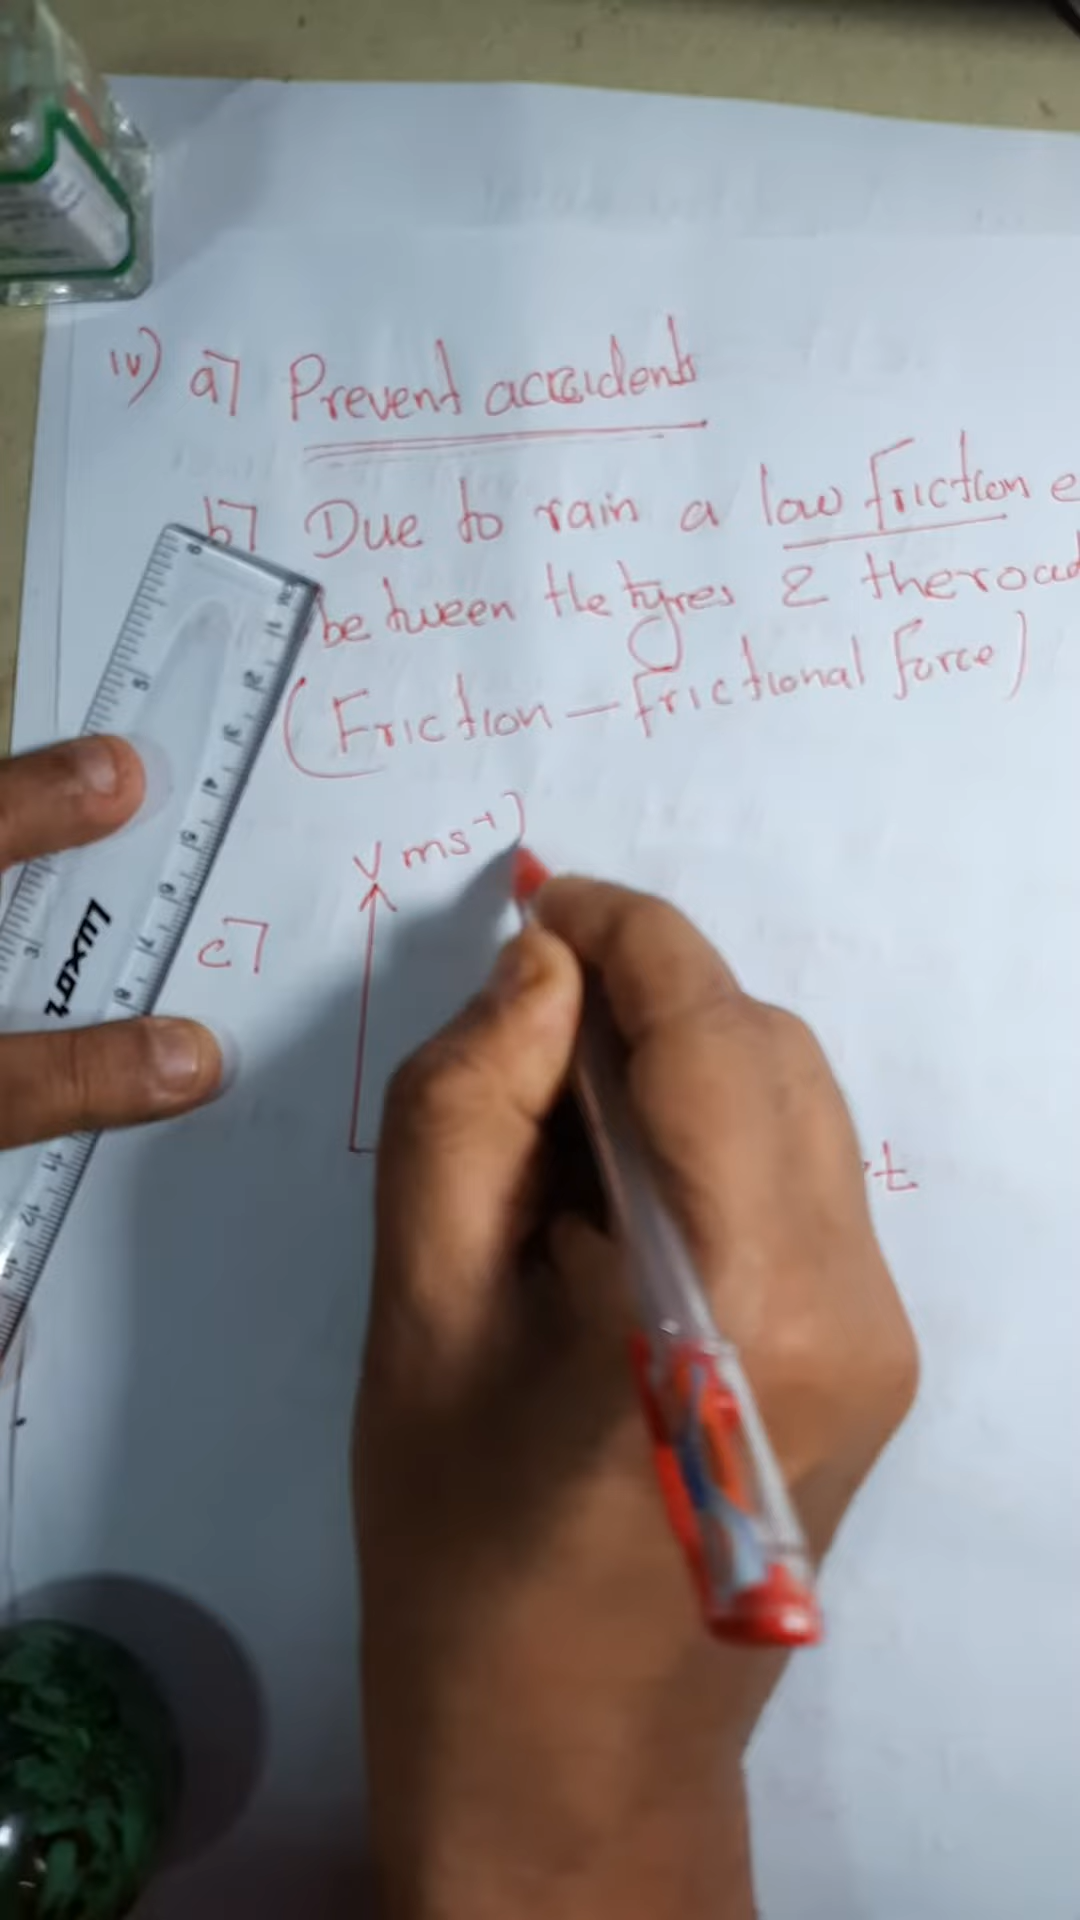 iv) a) Prevent accidents
b) Due to rain a low friction e
between the tyres & the road
(Friction – frictional force)
V ms⁻¹)
c)
t
LUXOR